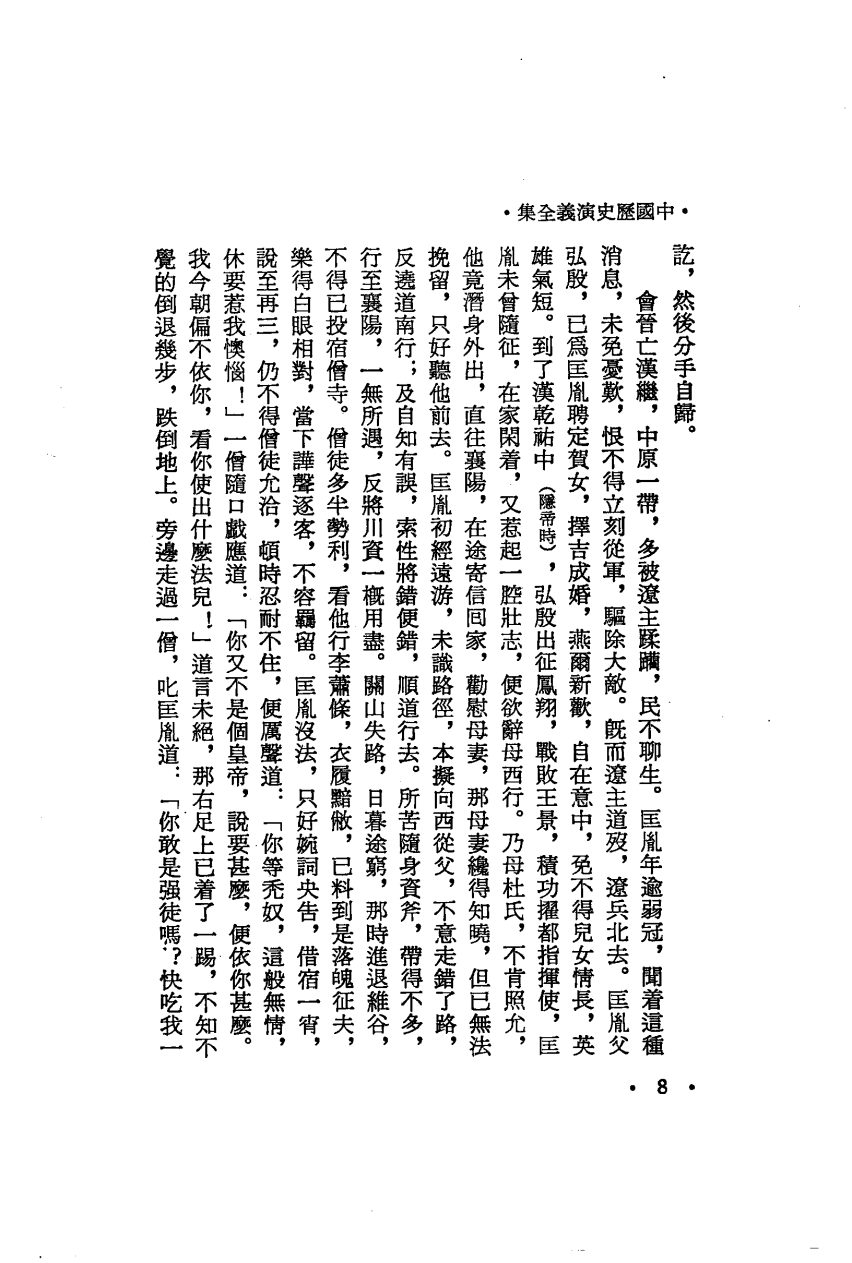 •中國歷史演義全集•
訖，然後分手自歸。
會晉亡漢繼，中原一帶，多被遼主蹂躪，民不聊生。匡胤年逾弱冠，聞着這種
消息，未免憂歎，恨不得立刻從軍，驅除大敵。旣而遼主道歿，遼兵北去。匡胤父
弘殷，已爲匡胤聘定賀女，擇吉成婚，燕爾新歡，自在意中，免不得兒女情長，英
雄氣短。到了漢乾祐中（隱帝時），弘殷出征鳳翔，戰敗王景，積功擢都指揮使，匡
胤未曾隨征，在家閑着，又惹起一腔壯志，便欲辭母西行。乃母杜氏，不肯照允，
他竟潛身外出，直往襄陽，在途寄信囘家，勸慰母妻，那母妻纔得知曉，但已無法
挽留，只好聽他前去。匡胤初經遠游，未識路徑，本擬向西從父，不意走錯了路，
反遶道南行；及自知有誤，索性將錯便錯，順道行去。所苦隨身資斧，帶得不多，
行至襄陽，一無所遇，反將川資一槪用盡。關山失路，日暮途窮，那時進退維谷，
不得已投宿僧寺。僧徒多半勢利，看他行李蕭條，衣履黯敝，已料到是落魄征夫，
樂得白眼相對，當下譁聲逐客，不容羈留。匡胤沒法，只好婉詞央告，借宿一宵，
說至再三，仍不得僧徒允洽，頓時忍耐不住，便厲聲道：「你等禿奴，這般無情，
休要惹我懊惱！」一僧隨口戲應道：「你又不是個皇帝，說要甚麼，便依你甚麼。
我今朝偏不依你，看你使出什麼法兒！」道言未絕，那右足上已着了一踢，不知不
覺的倒退幾步，跌倒地上。旁邊走過一僧，叱匡胤道：「你敢是强徒嗎？快吃我一
•8•